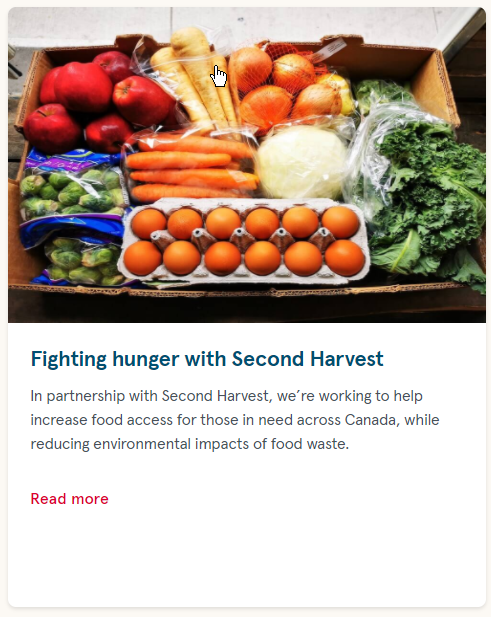 Fighting hunger with Second Harvest
In partnership with Second Harvest, we’re working to help
increase food access for those in need across Canada, while
reducing environmental impacts of food waste.
Read more